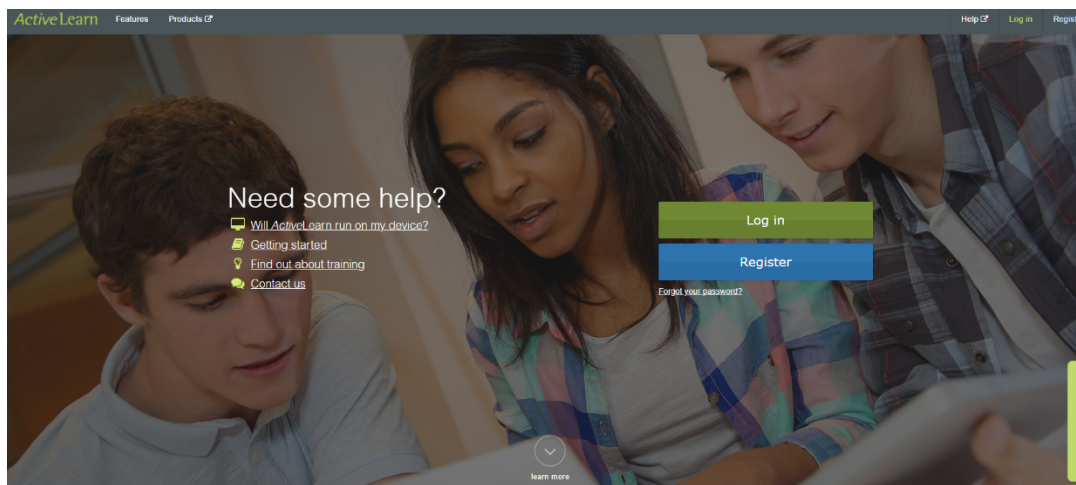 ActiveLearn Features Products Help Log in Regist
Need some help?
Will ActiveLearn run on my device?
Getting started
Find out about training
Contact us
Log in
Register
Forgot your password?
learn more